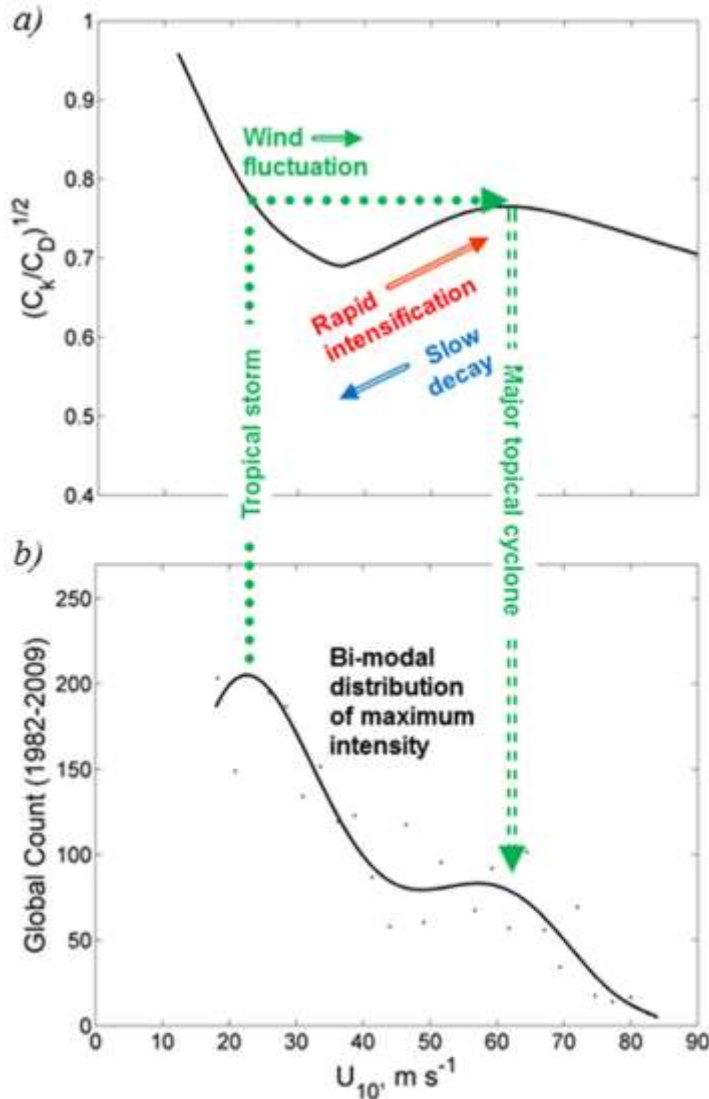 a)
1
0.9
0.8
0.7
0.6
0.5
0.4
(C_k/C_D)^{1/2}
Wind
fluctuation
Rapid
intensification
Slow
decay
Tropical storm
Major topical cyclone
b)
250
200
150
100
50
0
Global Count (1982-2009)
Bi-modal
distribution
of maximum
intensity
0 10 20 30 40 50 60 70 80 90
U_{10}, m s^{-1}